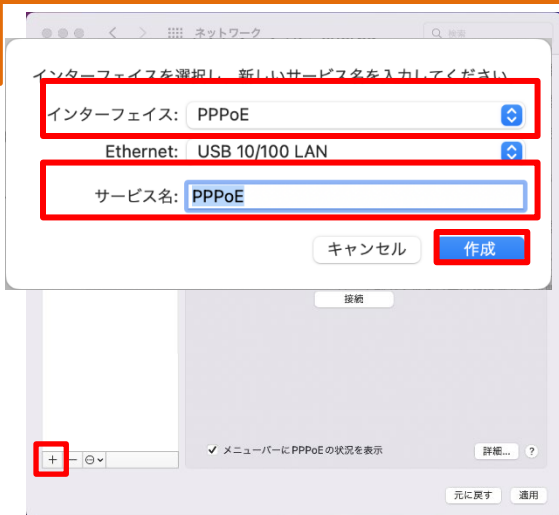 ネットワーク
検索
インターフェイスを選択し、新しいサービス名を入力してください
インターフェイス: PPPoE
Ethernet: USB 10/100 LAN
サービス名: PPPoE
キャンセル 作成
接続
メニューバーにPPPoEの状況を表示
詳細... ?
元に戻す 適用